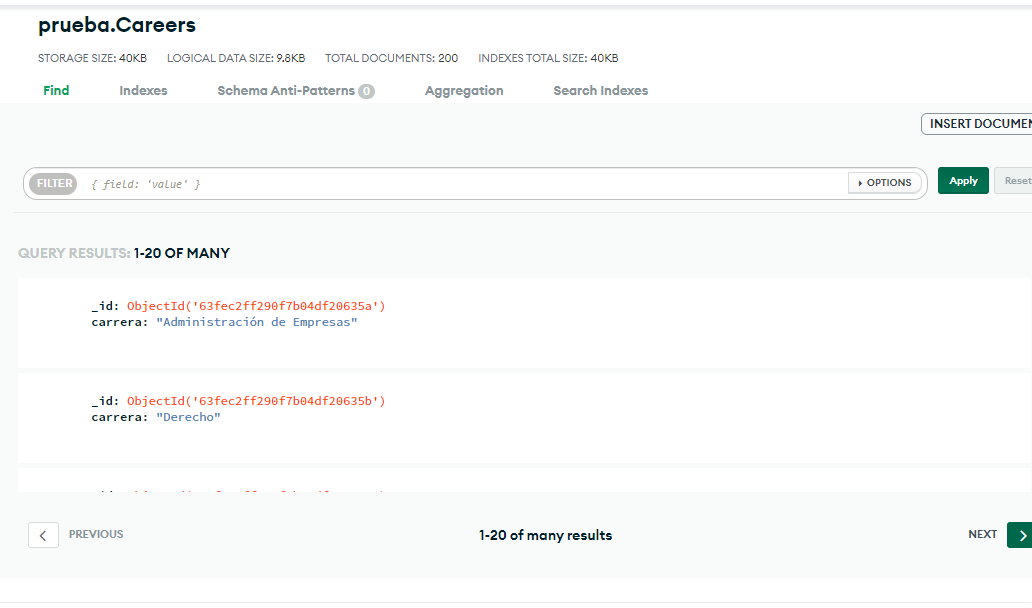 prueba.Careers
STORAGE SIZE: 40KB LOGICAL DATA SIZE: 9.8KB TOTAL DOCUMENTS: 200 INDEXES TOTAL SIZE: 40KB
Find Indexes Schema Anti-Patterns 0 Aggregation Search Indexes
INSERT DOCUMEN
FILTER { field: 'value' } OPTIONS Apply Reset
QUERY RESULTS: 1-20 OF MANY
_id: ObjectId('63fec2ff290f7b04df20635a')
carrera: "Administración de Empresas"
_id: ObjectId('63fec2ff290f7b04df20635b')
carrera: "Derecho"
PREVIOUS 1-20 of many results NEXT